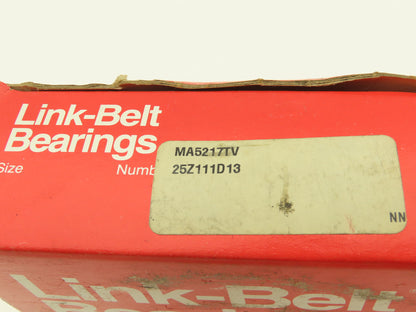 Link-Belt
Bearings
Size Numb
MA5217TV
25Z111D13
NN
Link-Belt